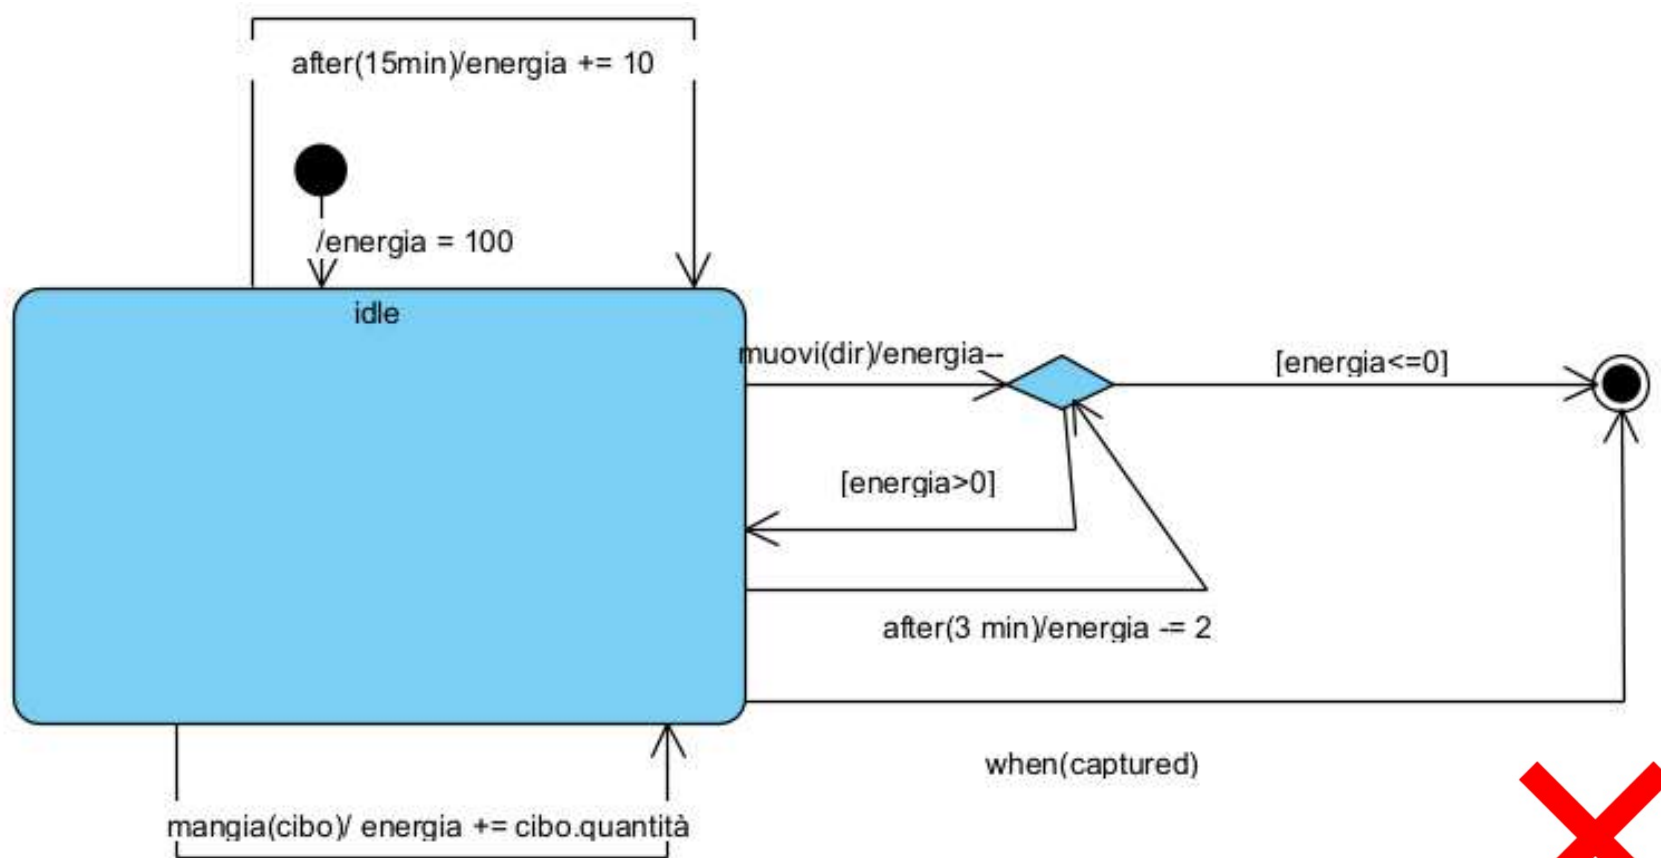 after(15min)/energia += 10
/energia = 100
idle
muovi(dir)/energia--
[energia<=0]
[energia>0]
after(3 min)/energia -= 2
when(captured)
mangia(cibo)/ energia += cibo.quantità